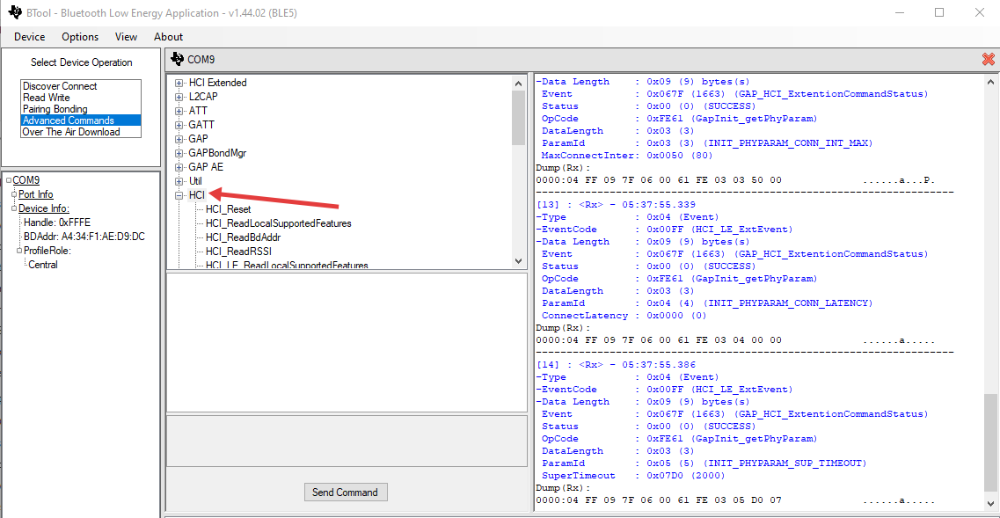 BTool - Bluetooth Low Energy Application - v1.44.02 (BLE5)
Device Options View About
Select Device Operation
Discover Connect
Read Write
Pairing Bonding
Advanced Commands
Over The Air Download
COM9
Port Info
Device Info:
Handle: 0xFFFE
BDAddr: A4:34:F1:AE:D9:DC
ProfileRole:
Central
COM9
HCI Extended
L2CAP
ATT
GATT
GAP
GAPBondMgr
GAP AE
Util
HCI
HCI_Reset
HCI_ReadLocalSupportedFeatures
HCI_ReadBdAddr
HCI_ReadRSSI
HCI_LE_ReadLocalSupportedFeatures
Send Command
-Data Length : 0x09 (9) bytes(s)
Event : 0x067F (1663) (GAP_HCI_ExtentionCommandStatus)
Status : 0x00 (0) (SUCCESS)
OpCode : 0xFE61 (GapInit_getPhyParam)
DataLength : 0x03 (3)
ParamId : 0x03 (3) (INIT_PHYPARAM_CONN_INT_MAX)
MaxConnectInter: 0x0050 (80)
Dump(Rx):
0000:04 FF 09 7F 06 00 61 FE 03 03 50 00 ......a...P.
--------------------------------------------------------------------
[13] : <Rx> - 05:37:55.339
-Type : 0x04 (Event)
-EventCode : 0x00FF (HCI_LE_ExtEvent)
-Data Length : 0x09 (9) bytes(s)
Event : 0x067F (1663) (GAP_HCI_ExtentionCommandStatus)
Status : 0x00 (0) (SUCCESS)
OpCode : 0xFE61 (GapInit_getPhyParam)
DataLength : 0x03 (3)
ParamId : 0x04 (4) (INIT_PHYPARAM_CONN_LATENCY)
ConnectLatency : 0x0000 (0)
Dump(Rx):
0000:04 FF 09 7F 06 00 61 FE 03 04 00 00 ......a.....
--------------------------------------------------------------------
[14] : <Rx> - 05:37:55.386
-Type : 0x04 (Event)
-EventCode : 0x00FF (HCI_LE_ExtEvent)
-Data Length : 0x09 (9) bytes(s)
Event : 0x067F (1663) (GAP_HCI_ExtentionCommandStatus)
Status : 0x00 (0) (SUCCESS)
OpCode : 0xFE61 (GapInit_getPhyParam)
DataLength : 0x03 (3)
ParamId : 0x05 (5) (INIT_PHYPARAM_SUP_TIMEOUT)
SuperTimeout : 0x07D0 (2000)
Dump(Rx):
0000:04 FF 09 7F 06 00 61 FE 03 05 D0 07 ......a.....